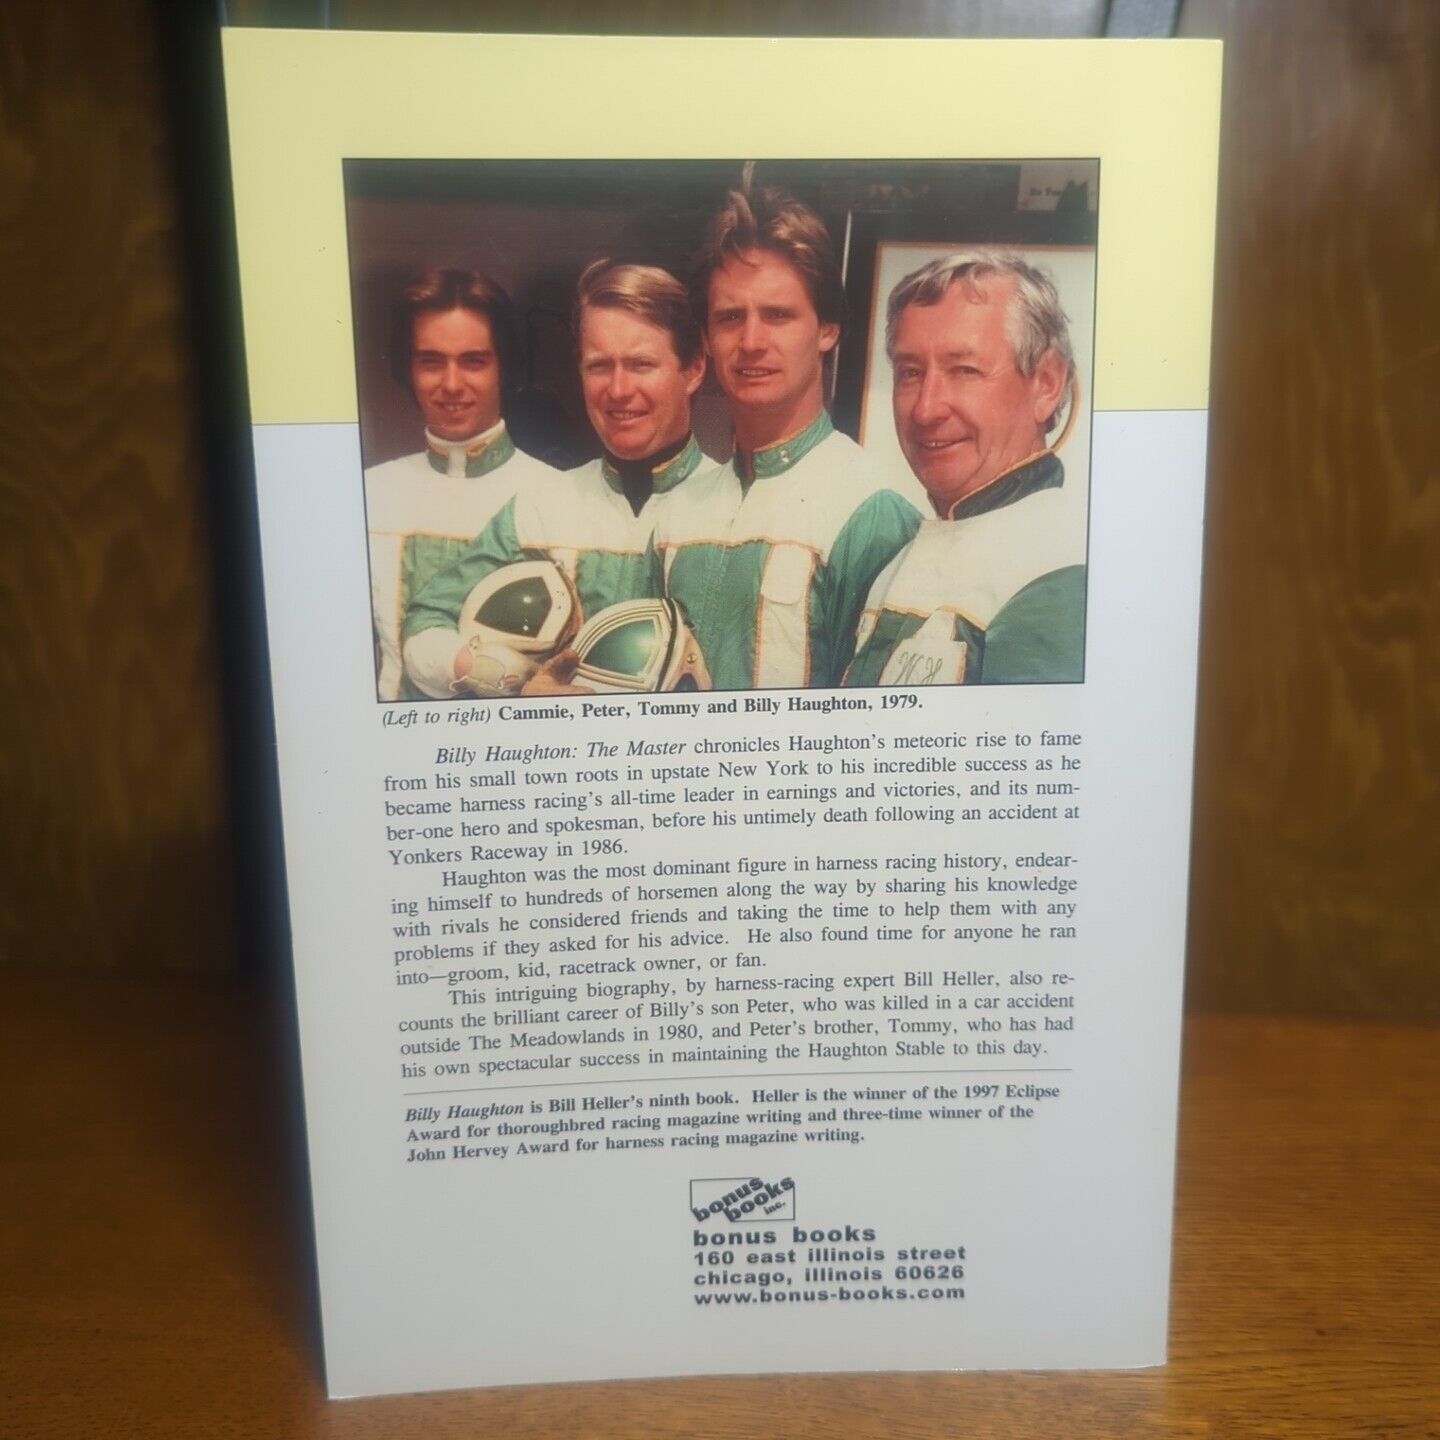 (Left to right) Cammie, Peter, Tommy and Billy Haughton, 1979.
Billy Haughton: The Master chronicles Haughton's meteoric rise to fame
from his small town roots in upstate New York to his incredible success as he
became harness racing's all-time leader in earnings and victories, and its num-
ber-one hero and spokesman, before his untimely death following an accident at
Yonkers Raceway in 1986.
Haughton was the most dominant figure in harness racing history, endear-
ing himself to hundreds of horsemen along the way by sharing his knowledge
with rivals he considered friends and taking the time to help them with any
problems if they asked for his advice. He also found time for anyone he ran
into—groom, kid, racetrack owner, or fan.
This intriguing biography, by harness-racing expert Bill Heller, also re-
counts the brilliant career of Billy's son Peter, who was killed in a car accident
outside The Meadowlands in 1980, and Peter's brother, Tommy, who has had
his own spectacular success in maintaining the Haughton Stable to this day.
Billy Haughton is Bill Heller's ninth book. Heller is the winner of the 1997 Eclipse
Award for thoroughbred racing magazine writing and three-time winner of the
John Hervey Award for harness racing magazine writing.
bonus
books
inc.
bonus books
160 east illinois street
chicago, illinois 60626
www.bonus-books.com